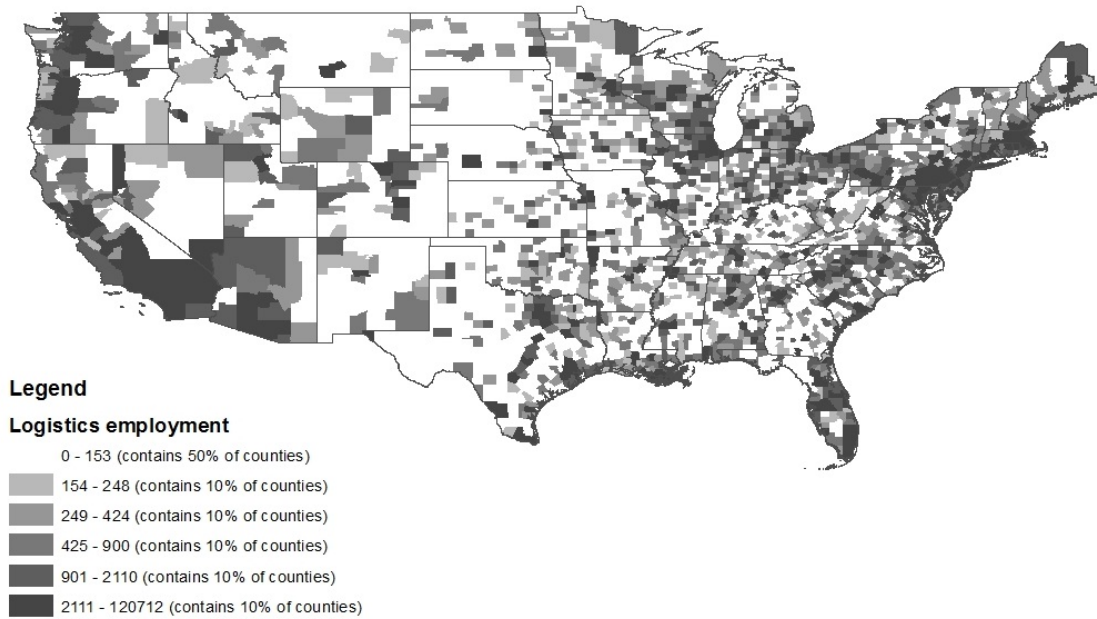 Legend
Logistics employment
0 - 153 (contains 50% of counties)
154 - 248 (contains 10% of counties)
249 - 424 (contains 10% of counties)
425 - 900 (contains 10% of counties)
901 - 2110 (contains 10% of counties)
2111 - 120712 (contains 10% of counties)